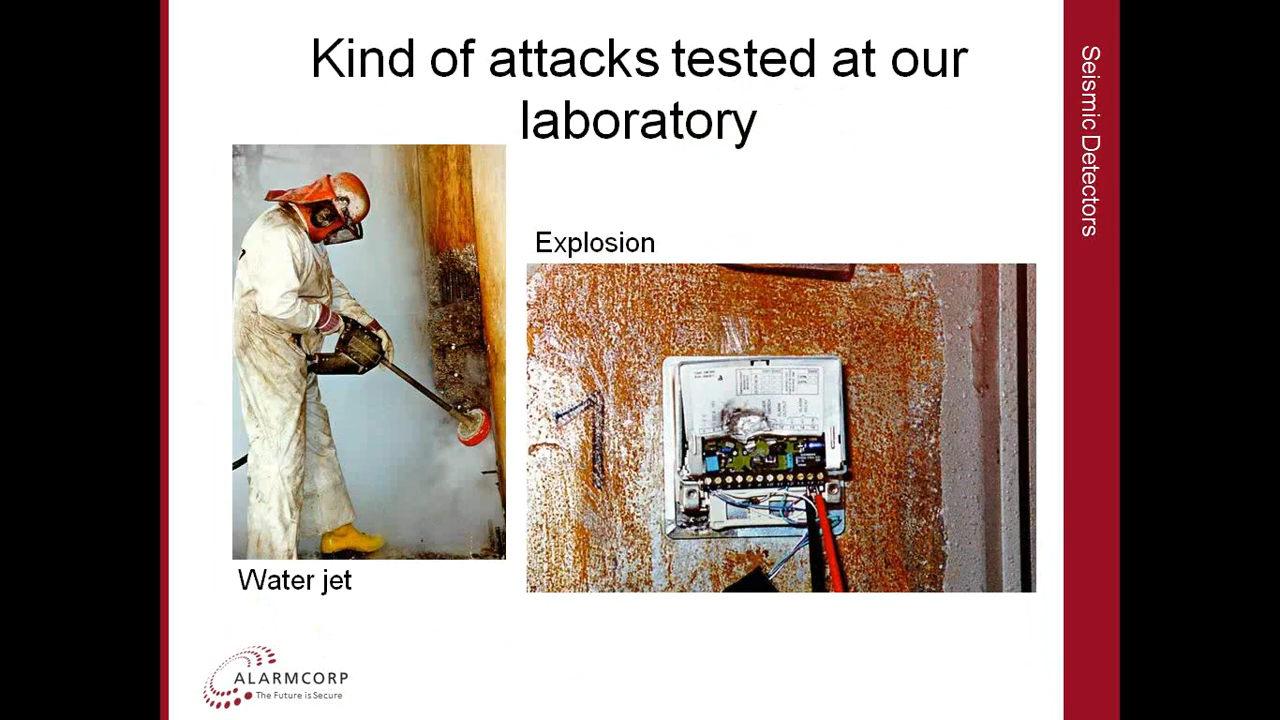 Kind of attacks tested at our
laboratory
Seismic Detectors
Explosion
Water jet
ALARMCORP
The Future is Secure